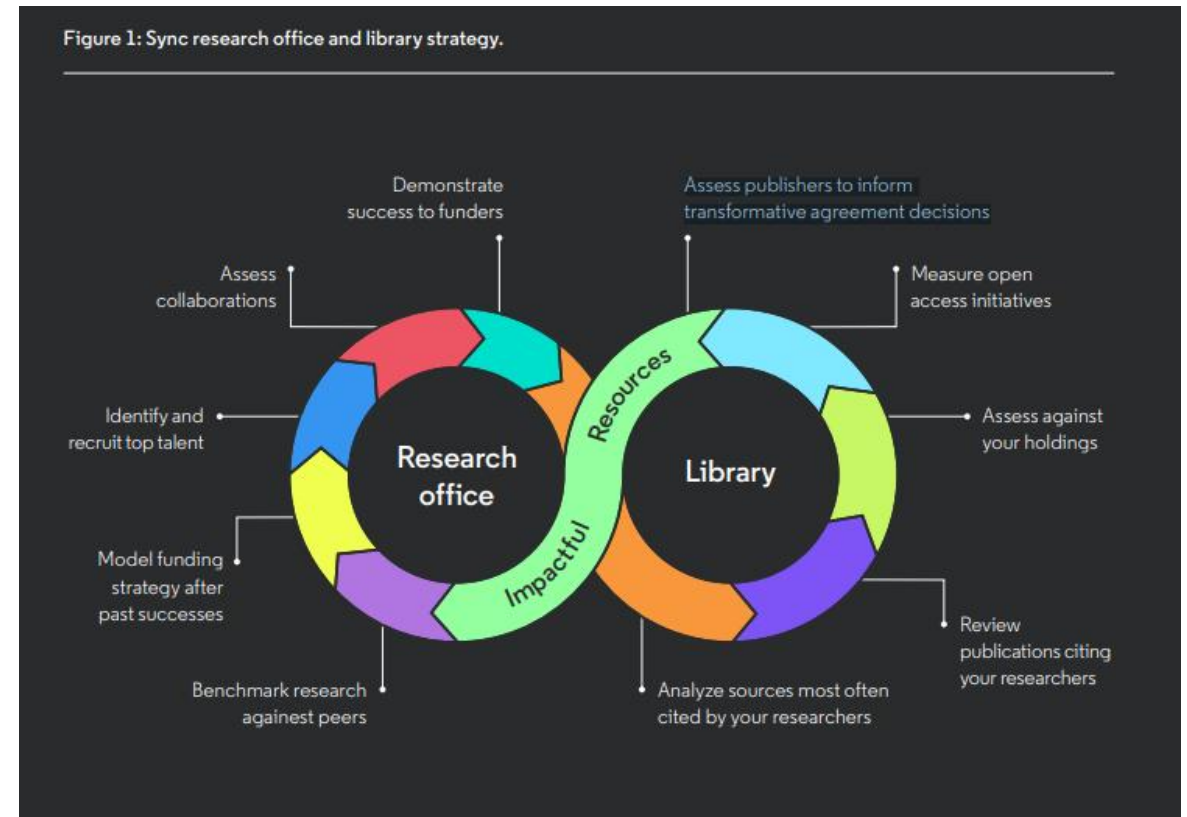 Figure 1: Sync research office and library strategy.
Demonstrate
success to funders
Assess publishers to inform
transformative agreement decisions
Assess
collaborations
Measure open
access initiatives
Resources
Identify and
recruit top talent
Research
office
Library
Assess against
your holdings
Impactful
Model funding
strategy after
past successes
Review
publications citing
your researchers
Benchmark research
againest peers
Analyze sources most often
cited by your researchers